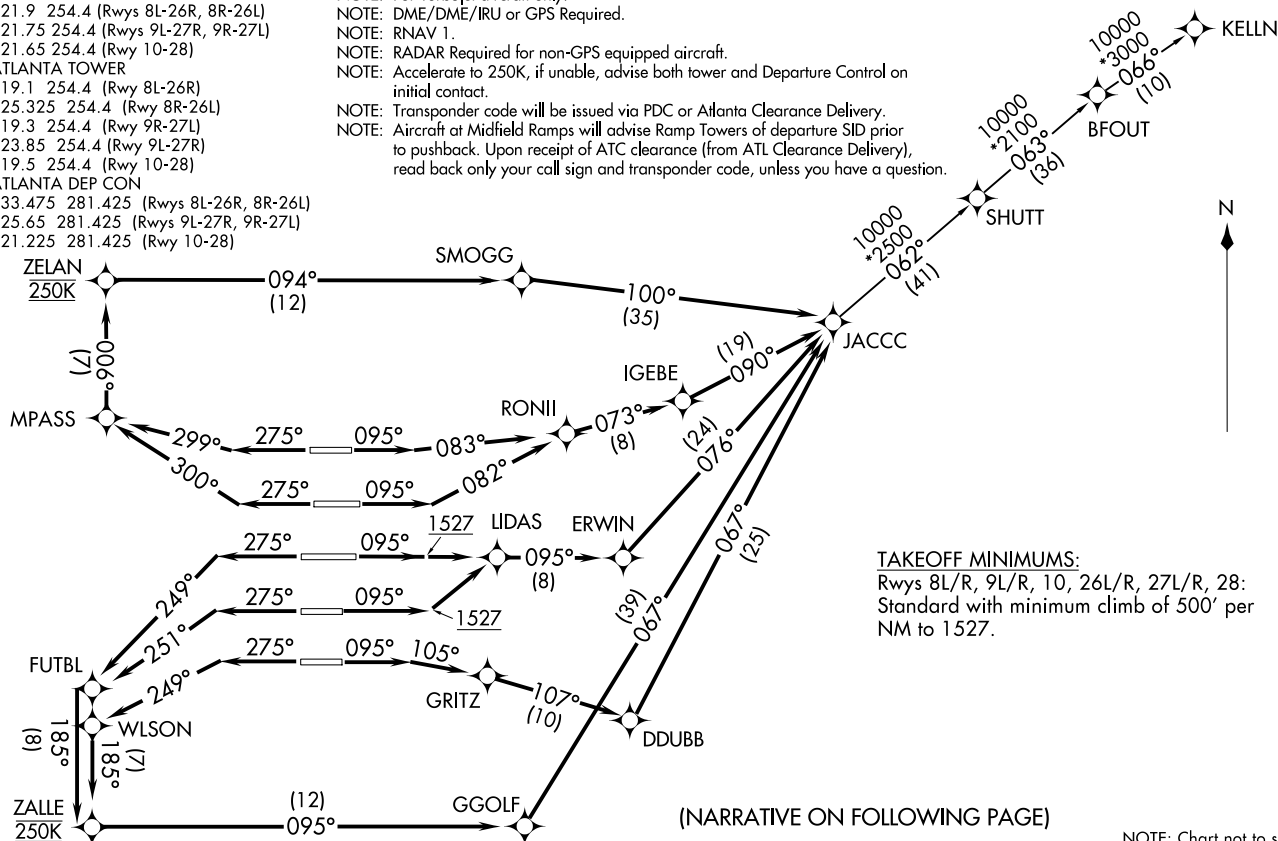 21.9 254.4 (Rwys 8L-26R, 8R-26L)
21.75 254.4 (Rwys 9L-27R, 9R-27L)
21.65 254.4 (Rwy 10-28)
ATLANTA TOWER
19.1 254.4 (Rwy 8L-26R)
25.325 254.4 (Rwy 8R-26L)
19.3 254.4 (Rwy 9R-27L)
23.85 254.4 (Rwy 9L-27R)
19.5 254.4 (Rwy 10-28)
ATLANTA DEP CON
33.475 281.425 (Rwys 8L-26R, 8R-26L)
25.65 281.425 (Rwys 9L-27R, 9R-27L)
21.225 281.425 (Rwy 10-28)
NOTE: DME/DME/IRU or GPS Required.
NOTE: RNAV 1.
NOTE: RADAR Required for non-GPS equipped aircraft.
NOTE: Accelerate to 250K, if unable, advise both tower and Departure Control on
initial contact.
NOTE: Transponder code will be issued via PDC or Atlanta Clearance Delivery.
NOTE: Aircraft at Midfield Ramps will advise Ramp Towers of departure SID prior
to pushback. Upon receipt of ATC clearance (from ATL Clearance Delivery),
read back only your call sign and transponder code, unless you have a question.
KELLN
10000
*3000
066°
(10)
BFOUT
10000
*2100
063°
(36)
SHUTT
10000
*2500
062°
(41)
N
ZELAN
250K
094°
(12)
SMOGG
100°
(35)
JACCC
006°
(7)
MPASS
299°
275°
095°
083°
RONII
073°
(8)
IGEBE
(19)
090°
300°
275°
095°
082°
(24)
076°
275°
095°
1527
LIDAS
095°
(8)
ERWIN
067°
(25)
249°
275°
095°
1527
251°
(39)
067°
FUTBL
275°
095°
105°
GRITZ
107°
(10)
DDUBB
249°
WLSON
185°
(8)
185°
(7)
ZALLE
250K
(12)
095°
GGOLF
TAKEOFF MINIMUMS:
Rwys 8L/R, 9L/R, 10, 26L/R, 27L/R, 28:
Standard with minimum climb of 500' per
NM to 1527.
(NARRATIVE ON FOLLOWING PAGE)
NOTE: Chart not to s